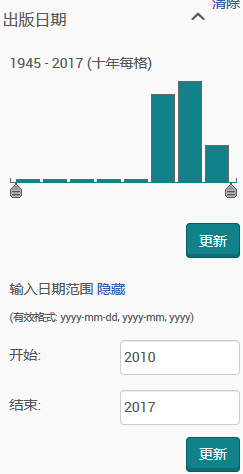 清除
出版日期
1945 - 2017 (十年每格)
更新
输入日期范围 隐藏
(有效格式: yyyy-mm-dd, yyyy-mm, yyyy)
开始: 2010
结束: 2017
更新